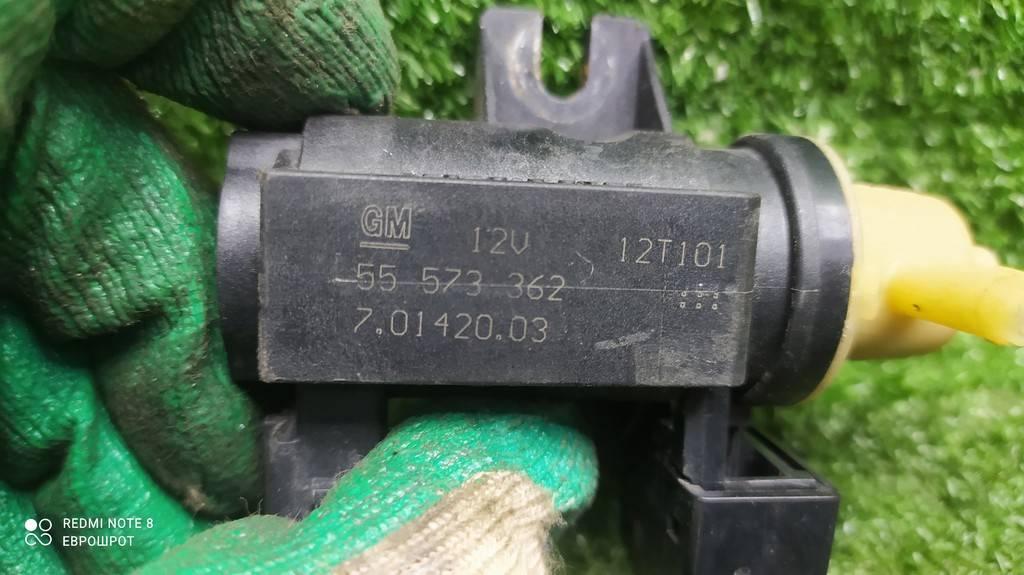 GM
12V
12T101
55 573 362
7.01420.03
REDMI NOTE 8
ЕВРОШРОТ